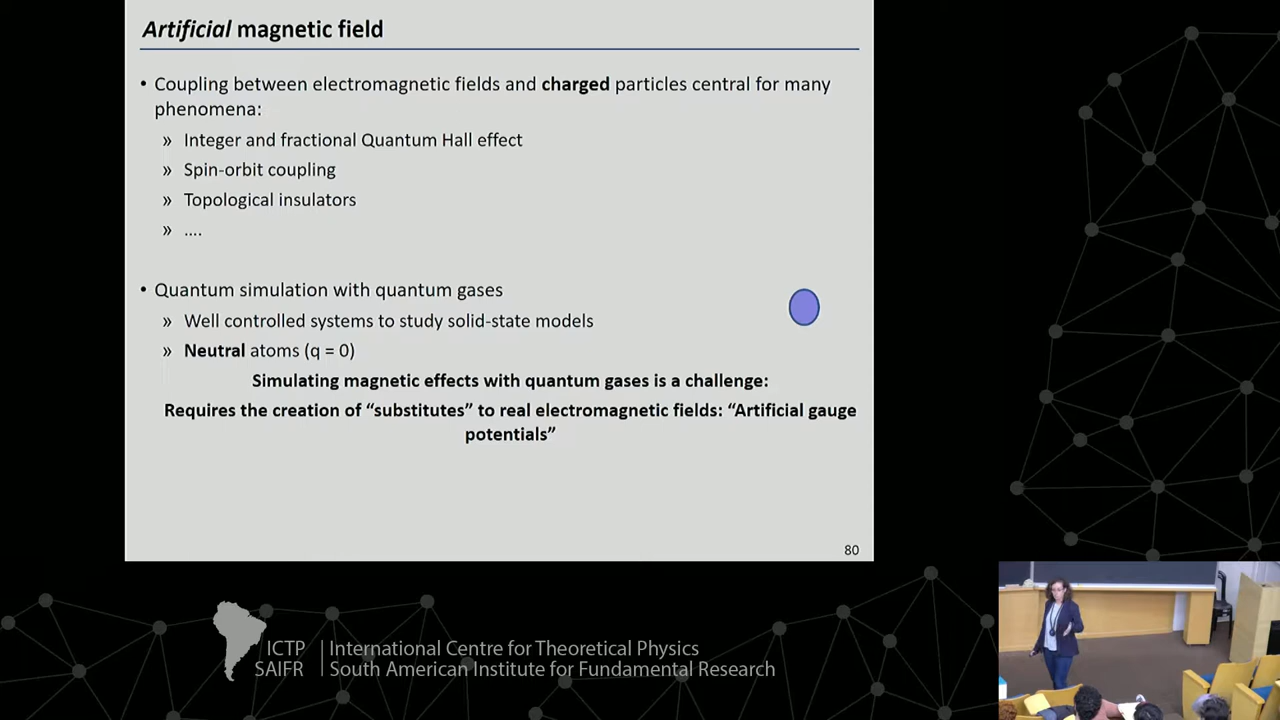 Artificial magnetic field
• Coupling between electromagnetic fields and charged particles central for many
phenomena:
» Integer and fractional Quantum Hall effect
» Spin-orbit coupling
» Topological insulators
» ....
• Quantum simulation with quantum gases
» Well controlled systems to study solid-state models
» Neutral atoms (q = 0)
Simulating magnetic effects with quantum gases is a challenge:
Requires the creation of “substitutes” to real electromagnetic fields: “Artificial gauge
potentials”
80
ICTP | International Centre for Theoretical Physics
SAIFR | South American Institute for Fundamental Research